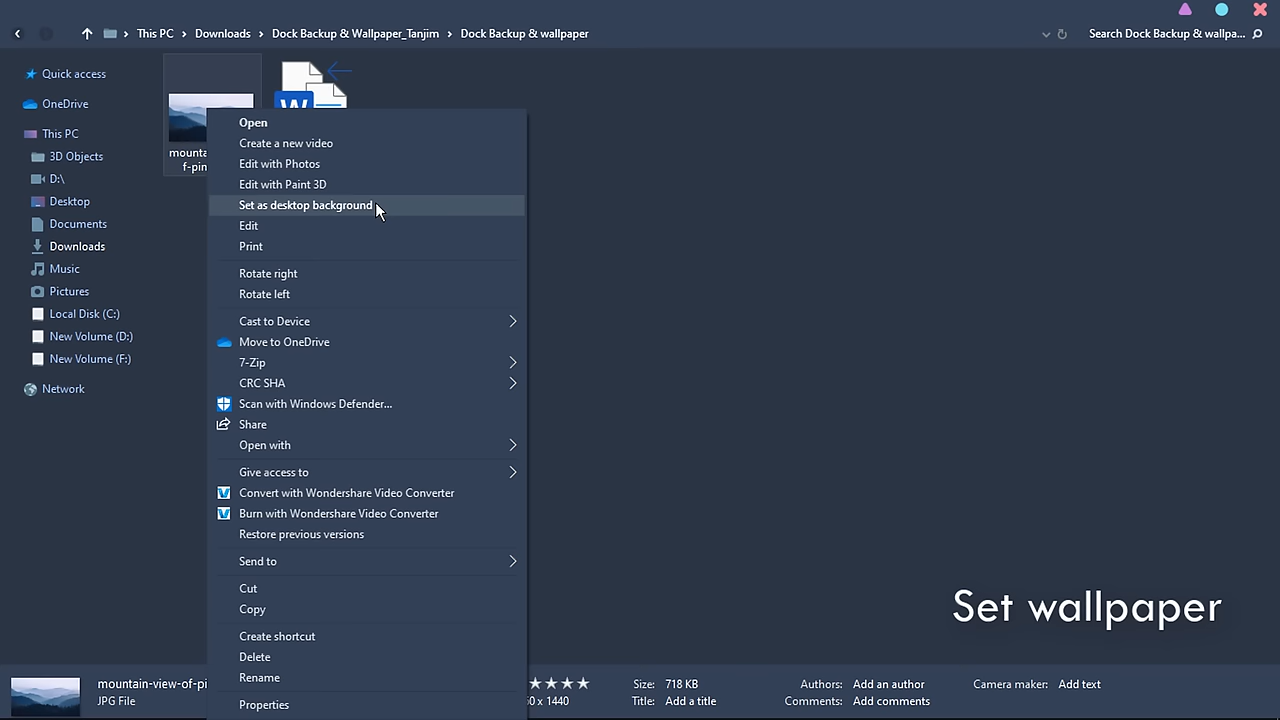 This PC
Downloads
Dock Backup & Wallpaper_Tanjim
Dock Backup & wallpaper
Search Dock Backup & wallpa...
Quick access
OneDrive
This PC
3D Objects
D:\
Desktop
Documents
Downloads
Music
Pictures
Local Disk (C:)
New Volume (D:)
New Volume (F:)
Network
W
mount
f-pin
Open
Create a new video
Edit with Photos
Edit with Paint 3D
Set as desktop background
Edit
Print
Rotate right
Rotate left
Cast to Device
Move to OneDrive
7-Zip
CRC SHA
Scan with Windows Defender...
Share
Open with
Give access to
Convert with Wondershare Video Converter
Burn with Wondershare Video Converter
Restore previous versions
Send to
Cut
Copy
Create shortcut
Delete
Rename
Properties
Set wallpaper
mountain-view-of-pi
JPG File
Size: 718 KB
0 x 1440
Title: Add a title
Authors: Add an author
Comments: Add comments
Camera maker: Add text